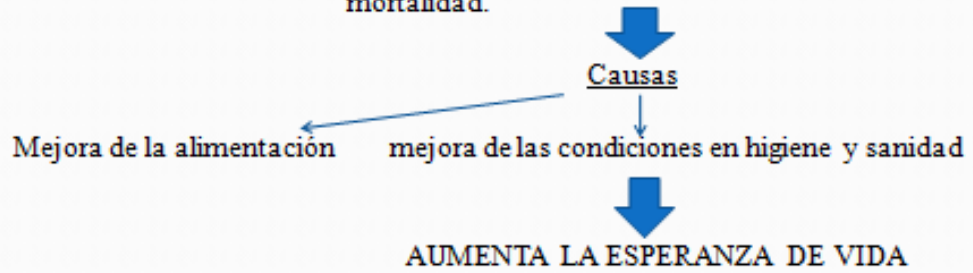 mortalidad.
Causas
Mejora de la alimentación mejora de las condiciones en higiene y sanidad
AUMENTA LA ESPERANZA DE VIDA